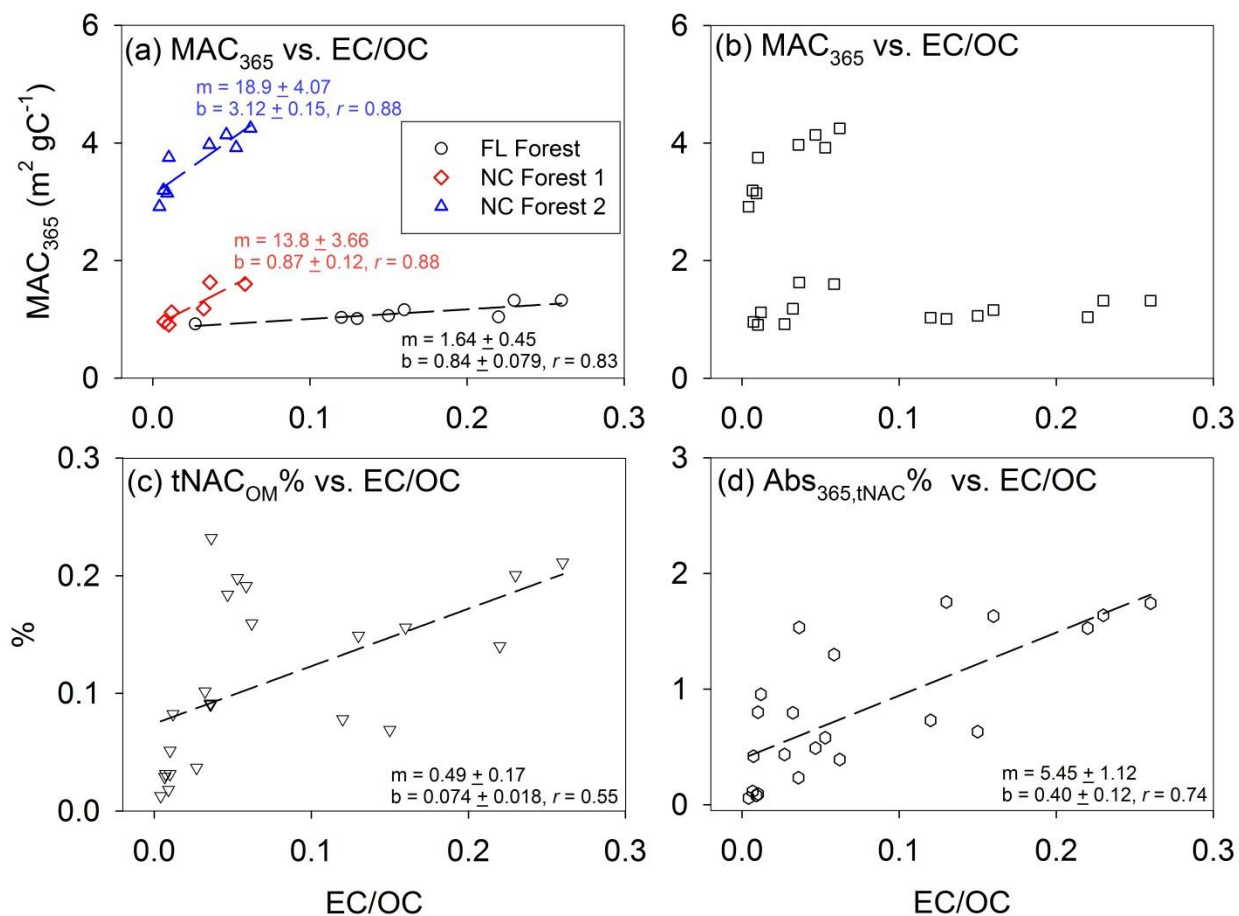 (a) MAC₃₆₅ vs. EC/OC
m = 18.9 ± 4.07
b = 3.12 ± 0.15, r = 0.88
FL Forest
NC Forest 1
NC Forest 2
m = 13.8 ± 3.66
b = 0.87 ± 0.12, r = 0.88
m = 1.64 ± 0.45
b = 0.84 ± 0.079, r = 0.83
MAC₃₆₅ (m² gC⁻¹)
6
4
2
0
0.0 0.1 0.2 0.3
(b) MAC₃₆₅ vs. EC/OC
6
4
2
0
0.0 0.1 0.2 0.3
(c) tNAC_OM% vs. EC/OC
m = 0.49 ± 0.17
b = 0.074 ± 0.018, r = 0.55
%
0.3
0.2
0.1
0.0
0.0 0.1 0.2 0.3
EC/OC
(d) Abs₃₆₅,tNAC% vs. EC/OC
m = 5.45 ± 1.12
b = 0.40 ± 0.12, r = 0.74
3
2
1
0
0.0 0.1 0.2 0.3
EC/OC